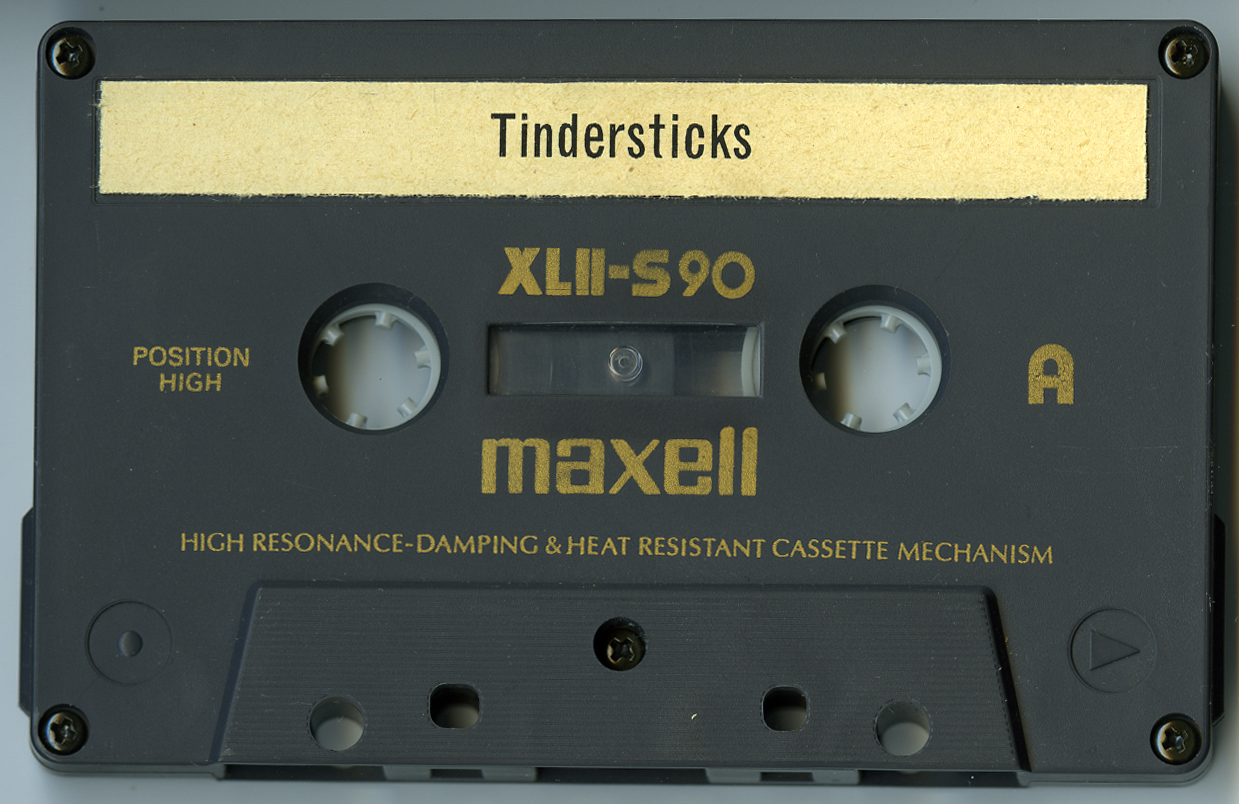 Tindersticks
XLII-S90
POSITION
HIGH
A
maxell
HIGH RESONANCE-DAMPING & HEAT RESISTANT CASSETTE MECHANISM